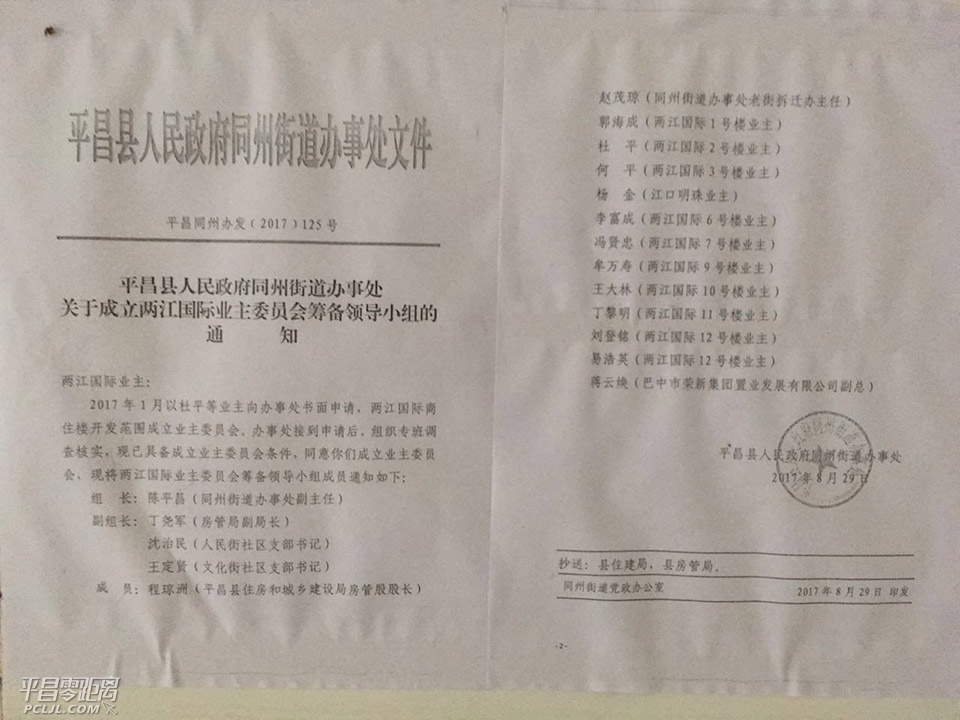 平昌县人民政府同州街道办事处文件
平昌同州办发〔2017〕125号
平昌县人民政府同州街道办事处
关于成立两江国际业主委员会筹备领导小组的
通 知
两江国际业主：
2017年1月以杜平等业主向办事处书面申请，两江国际商
住楼开发范围成立业主委员会。办事处接到申请后，组织专班调
查核实，现已具备成立业主委员会条件，同意你们成立业主委员
会。现将两江国际业主委员会筹备领导小组成员通知如下：
组 长：陈平昌（同州街道办事处副主任）
副组长：丁尧军（房管局副局长）
沈治民（人民街社区支部书记）
王定贤（文化街社区支部书记）
成 员：程琼洲（平昌县住房和城乡建设局房管股股长）
赵茂琼（同州街道办事处老街拆迁办主任）
郭海成（两江国际1号楼业主）
杜 平（两江国际2号楼业主）
何 平（两江国际3号楼业主）
杨 金（江口明珠业主）
李富成（两江国际6号楼业主）
冯贤忠（两江国际7号楼业主）
牟万寿（两江国际9号楼业主）
王大林（两江国际10号楼业主）
丁黎明（两江国际11号楼业主）
刘登铭（两江国际12号楼业主）
易浩英（两江国际12号楼业主）
蒋云焕（巴中市荣新集团置业发展有限公司副总）
平昌县人民政府同州街道办事处
2017年8月29日
抄送：县住建局，县房管局。
同州街道党政办公室 2017年8月29日 印发
-2-
平昌零距离
PCLJL.COM